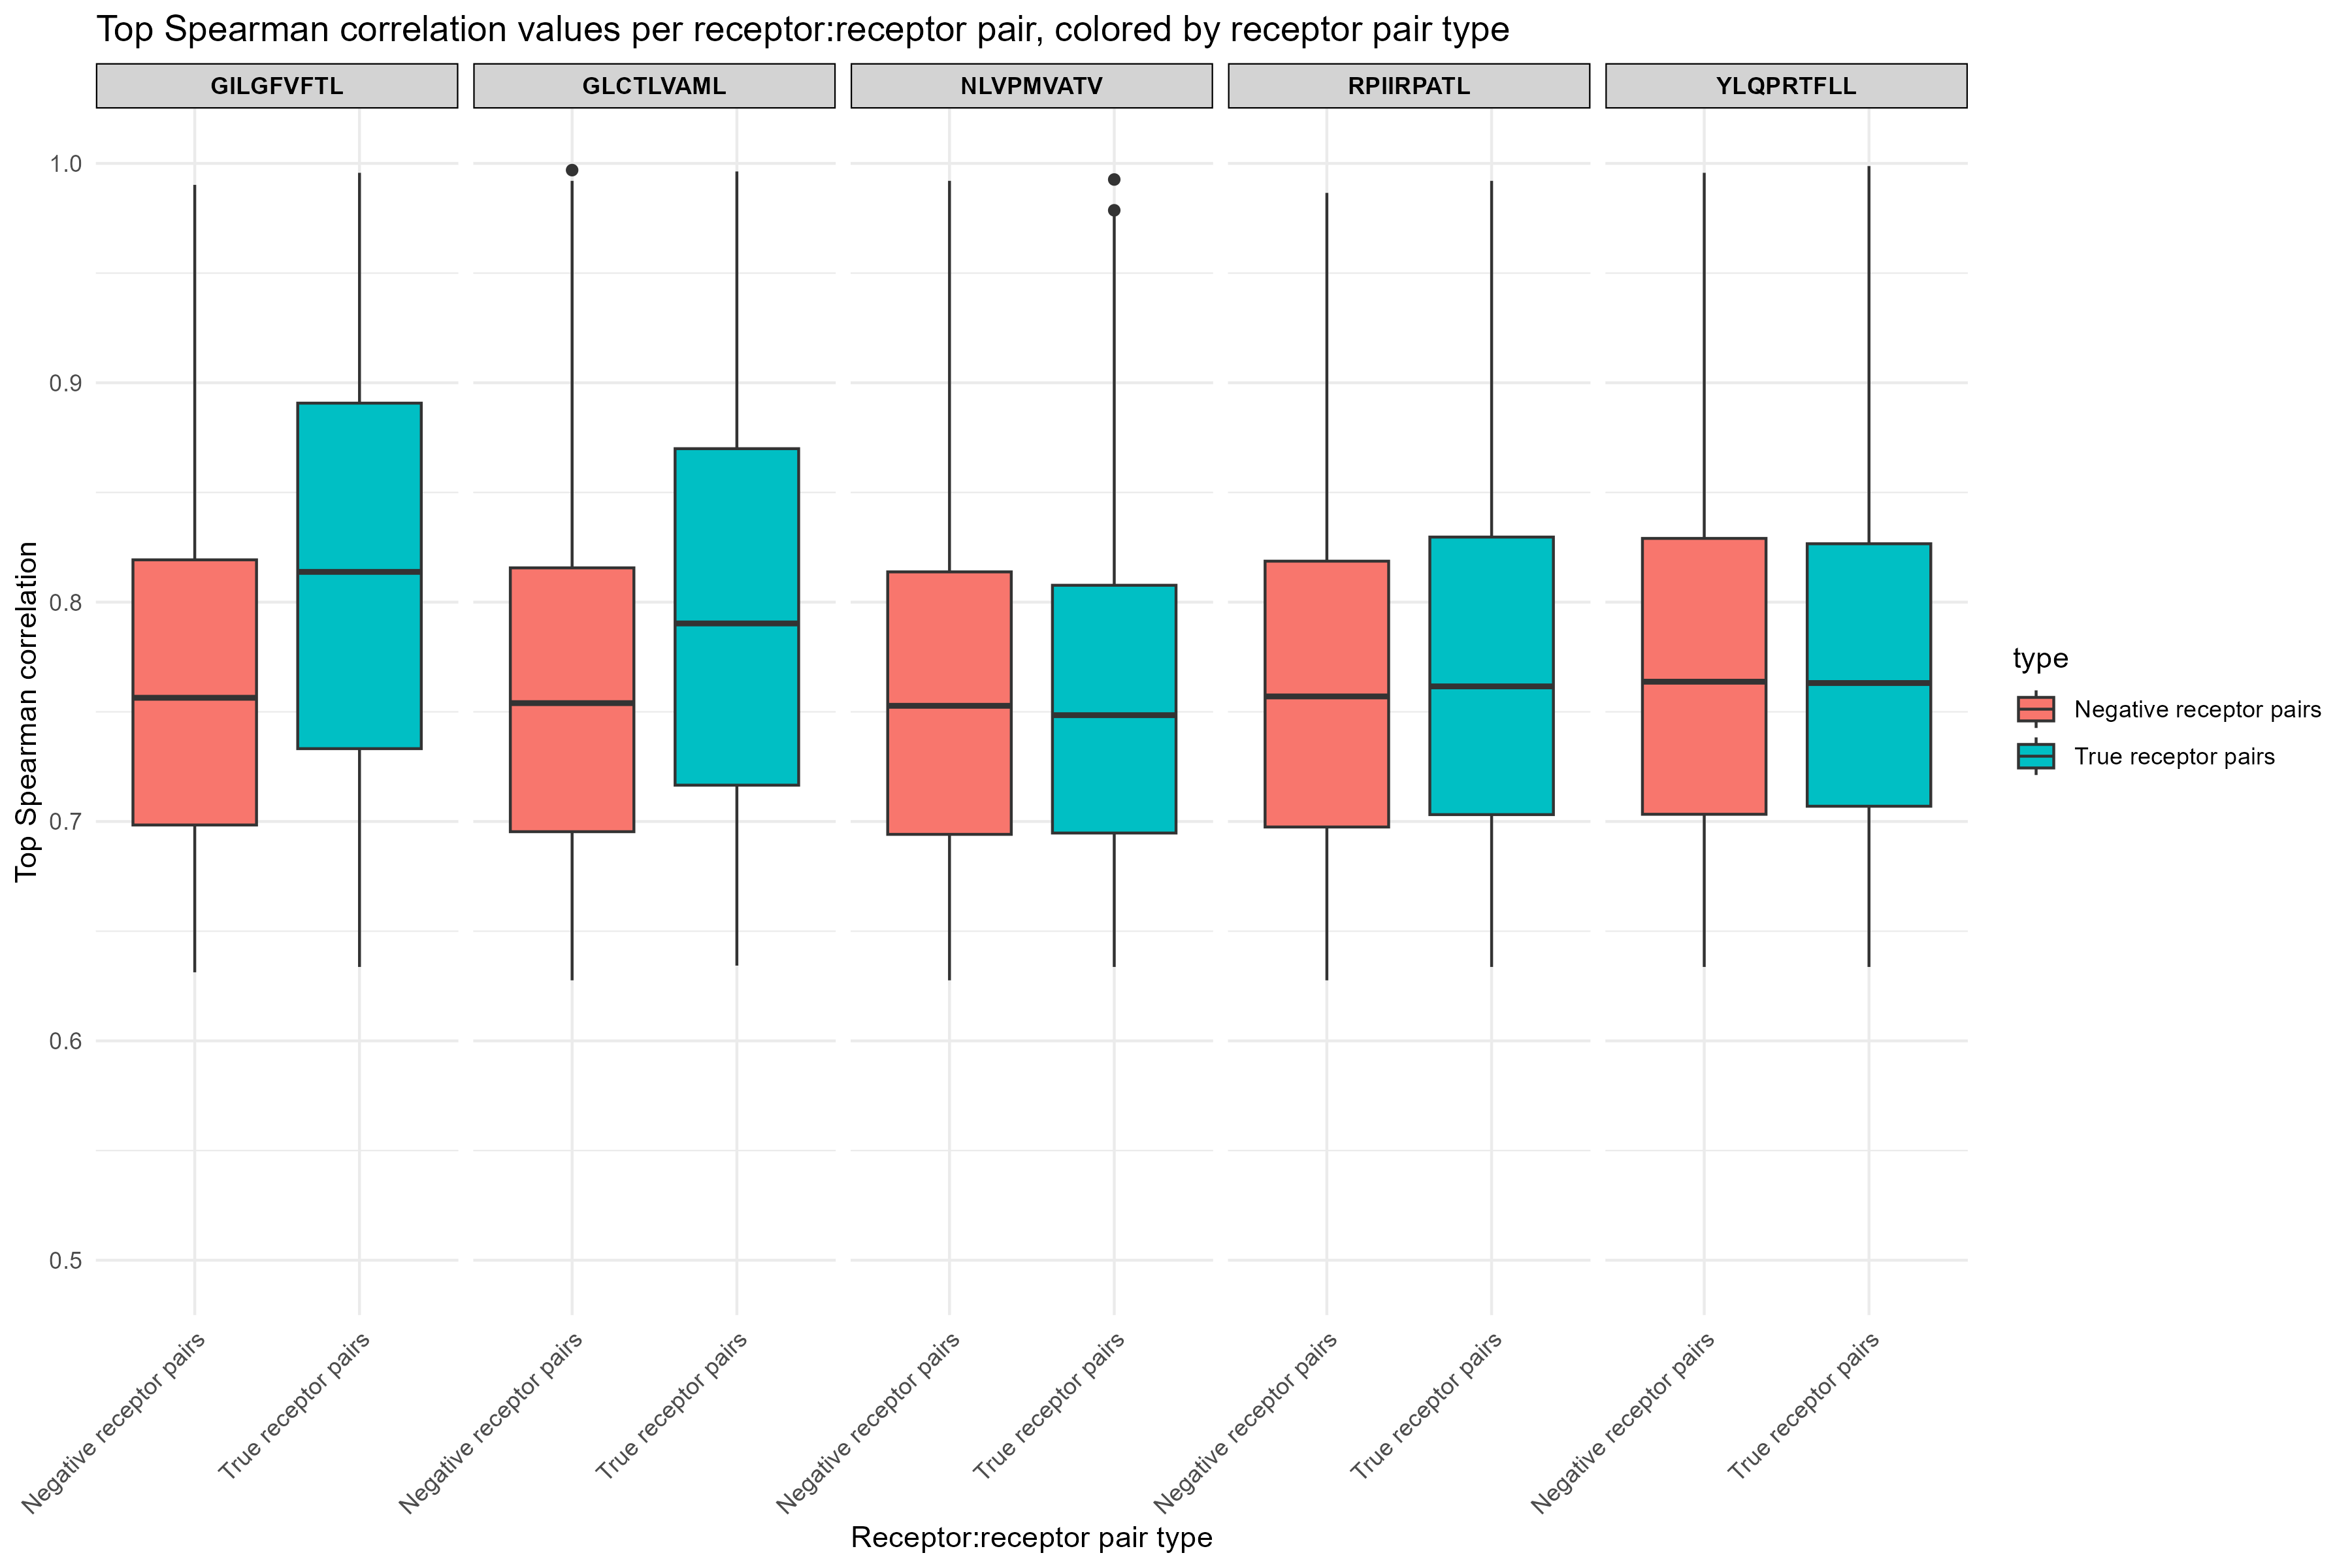 Top Spearman correlation values per receptor:receptor pair, colored by receptor pair type
GILGFVFTL
GLCTLVAML
NLVPMVATV
RPIIRPATL
YLQPRTFLL
Top Spearman correlation
1.0
0.9
0.8
0.7
0.6
0.5
Negative receptor pairs
True receptor pairs
Negative receptor pairs
True receptor pairs
Negative receptor pairs
True receptor pairs
Negative receptor pairs
True receptor pairs
Negative receptor pairs
True receptor pairs
Receptor:receptor pair type
type
Negative receptor pairs
True receptor pairs